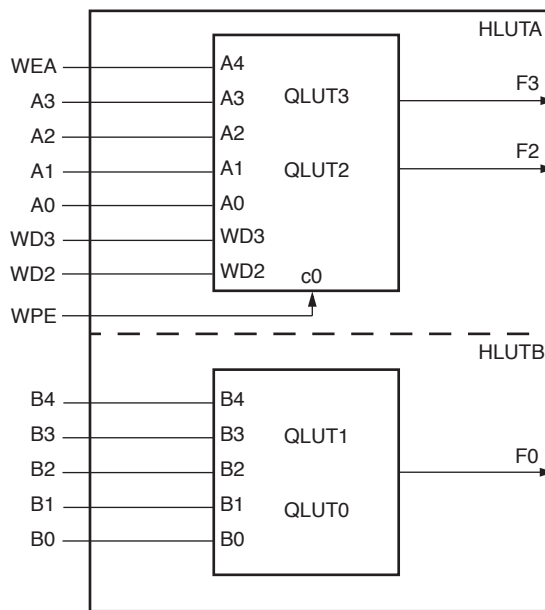 HLUTA
WEA A4
A3 A3 QLUT3 F3
A2 A2
A1 A1 QLUT2 F2
A0 A0
WD3 WD3
WD2 WD2 c0
WPE
HLUTB
B4 B4
B3 B3 QLUT1
B2 B2 F0
B1 B1 QLUT0
B0 B0